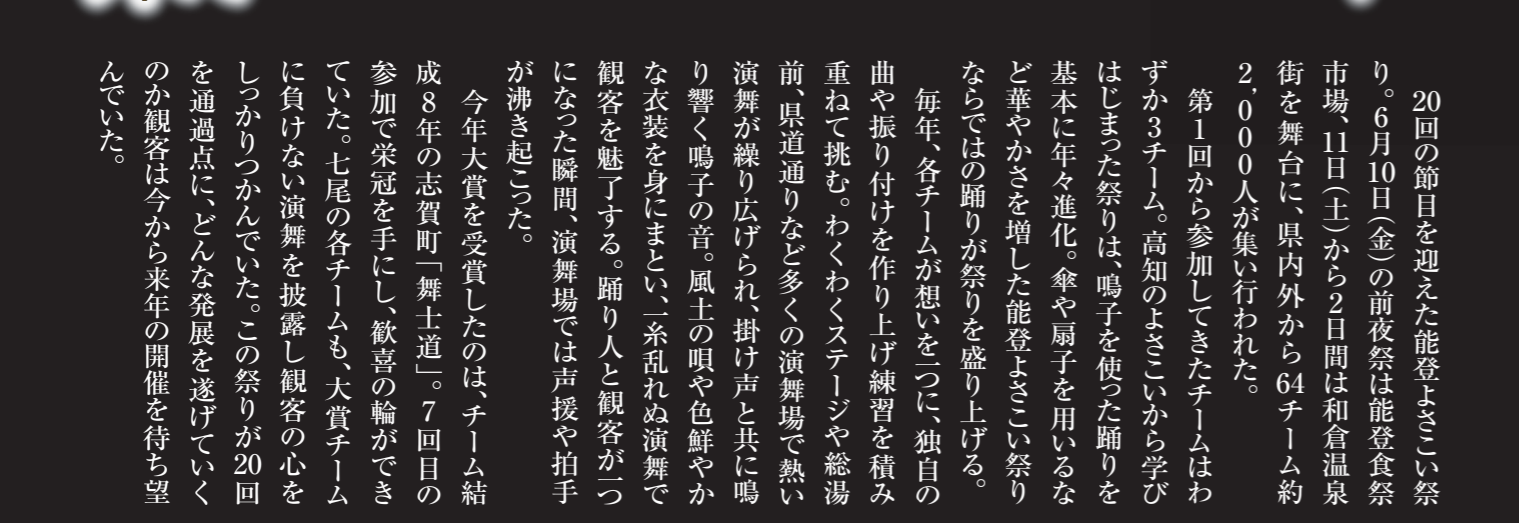 20回の節目を迎えた能登よさこい祭
り。6月10日（金）の前夜祭は能登食祭
市場、11日（土）から2日間は和倉温泉
街を舞台に、県内外から64チーム約
2,000人が集い行われた。
　第1回から参加してきたチームはわ
ずか3チーム。高知のよさこいから学び
はじまった祭りは、鳴子を使った踊りを
基本に年々進化。傘や扇子を用いるな
ど華やかさを増した能登よさこい祭り
ならではの踊りが祭りを盛り上げる。
　毎年、各チームが想いを一つに、独自の
曲や振り付けを作り上げ練習を積み
重ねて挑む。わくわくステージや総湯
前、県道通りなど多くの演舞場で熱い
演舞が繰り広げられ、掛け声と共に鳴
り響く鳴子の音。風土の唄や色鮮やか
な衣装を身にまとい、一糸乱れぬ演舞で
観客を魅了する。踊り人と観客が一つ
になった瞬間、演舞場では声援や拍手
が沸き起こった。
　今年大賞を受賞したのは、チーム結
成8年の志賀町「舞士道」。7回目の
参加で栄冠を手にし、歓喜の輪ができ
ていた。七尾の各チームも、大賞チーム
に負けない演舞を披露し観客の心を
しっかりつかんでいた。この祭りが20回
を通過点に、どんな発展を遂げていく
のか観客は今から来年の開催を待ち望
んでいた。